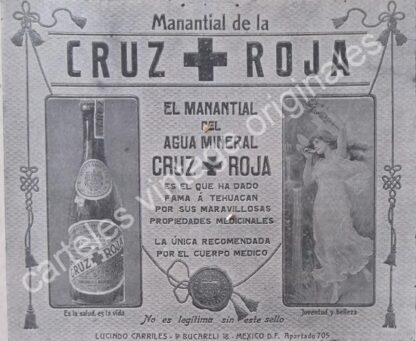 Manantial de la
CRUZ ROJA
EL MANANTIAL
DEL
AGUA MINERAL
CRUZ ROJA
ES EL QUE HA DADO
FAMA Á TEHUACAN
POR SUS MARAVILLOSAS
PROPIEDADES MEDICINALES
LA ÚNICA RECOMENDADA
POR EL CUERPO MEDICO
CRUZ ROJA
Es la salud, es la vida
No es legítima sin este sello
Juventud y belleza
LUCINDO CARRILES - 1ª BUCARELI 18 - MEXICO D.F. Apartado 705
carteles vintage originales